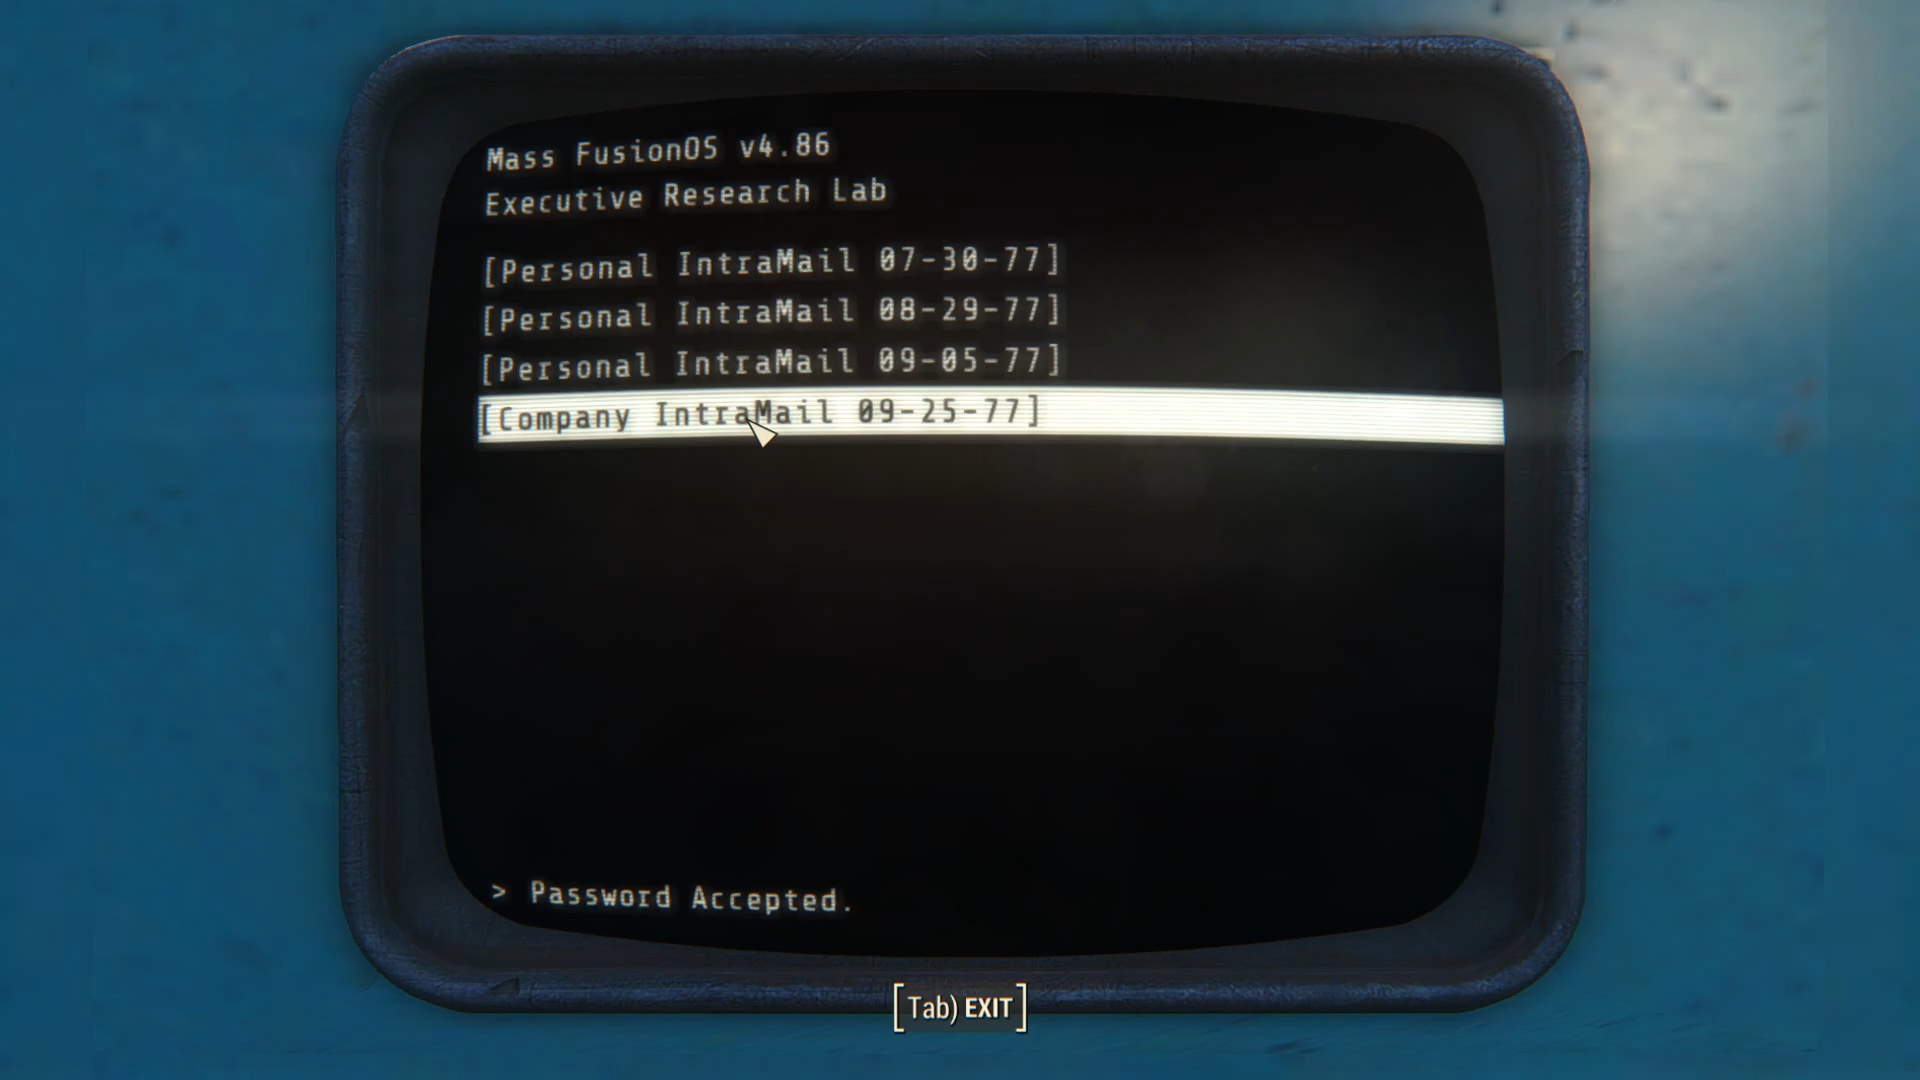 Mass FusionOS v4.86
Executive Research Lab
[Personal IntraMail 07-30-77]
[Personal IntraMail 08-29-77]
[Personal IntraMail 09-05-77]
[Company IntraMail 09-25-77]
> Password Accepted.
[Tab) EXIT]